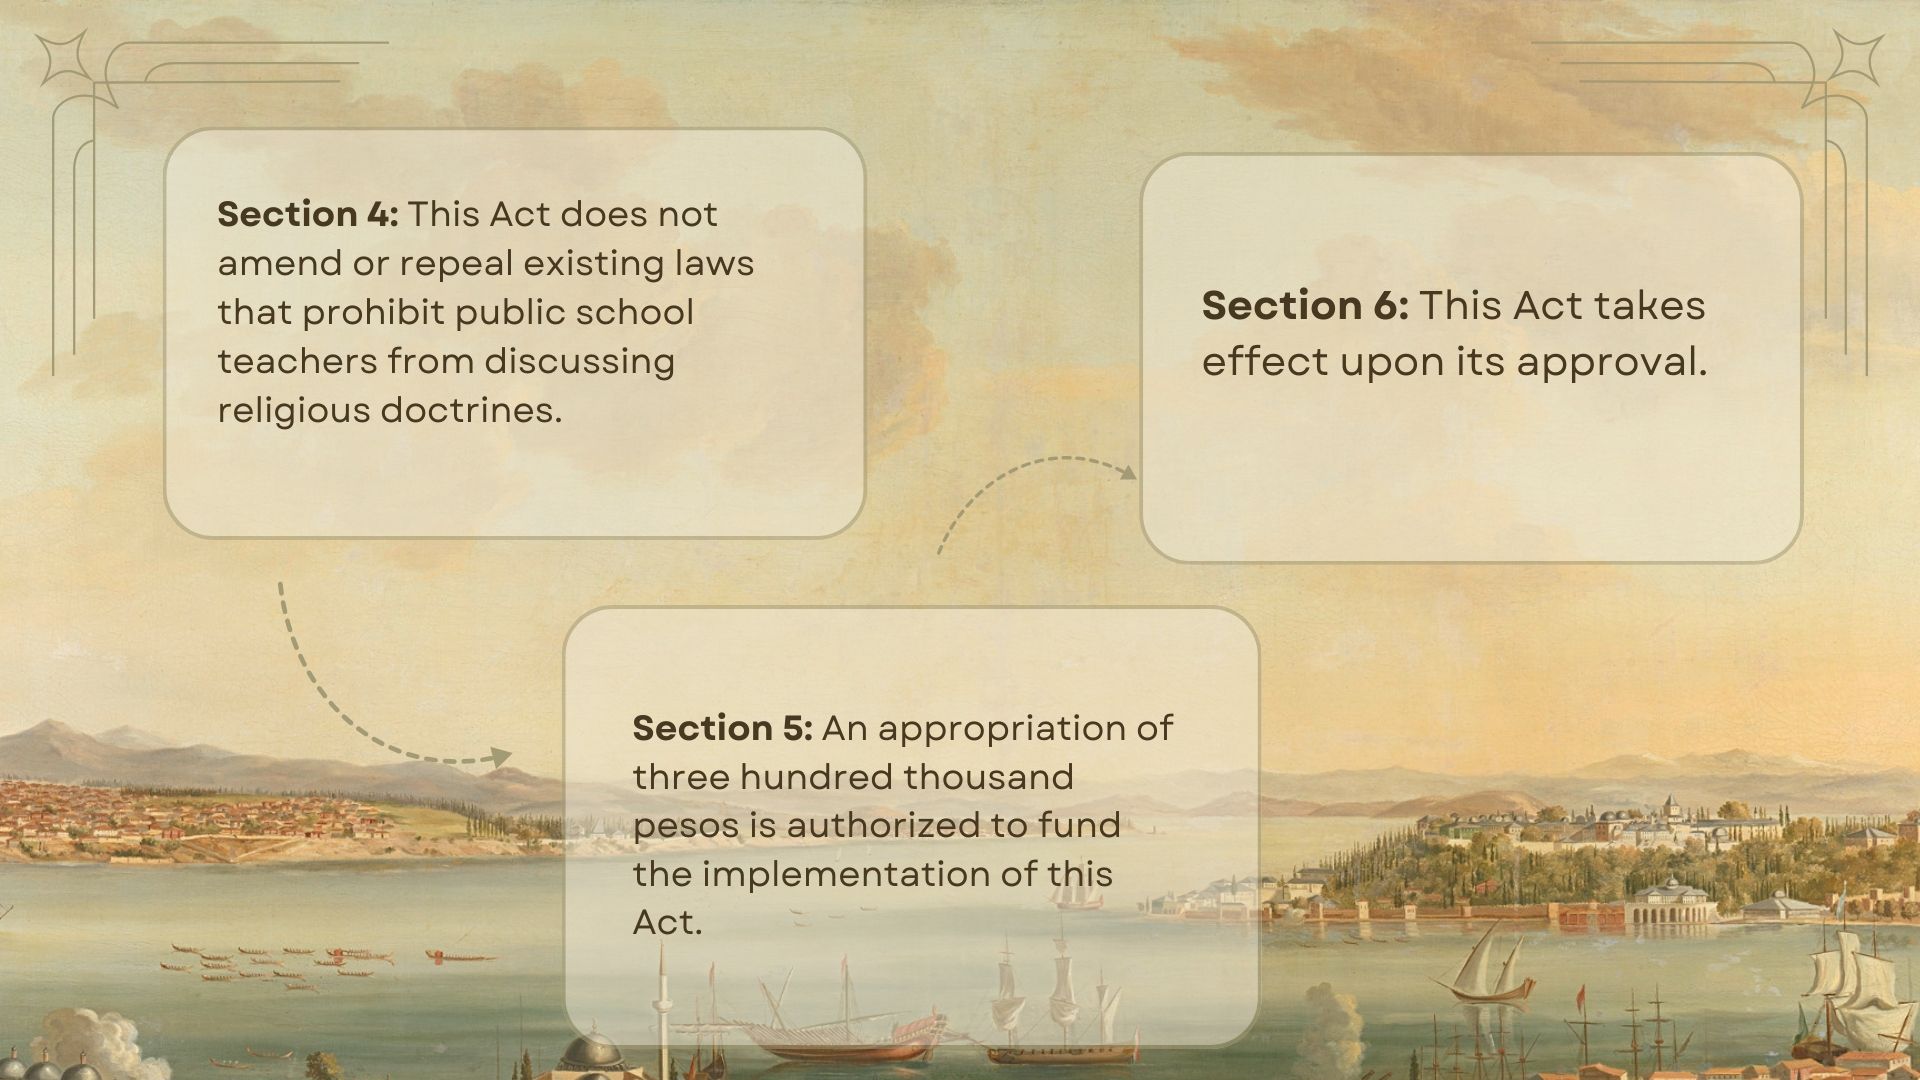 Section 4: This Act does not
amend or repeal existing laws
that prohibit public school
teachers from discussing
religious doctrines.
Section 5: An appropriation of
three hundred thousand
pesos is authorized to fund
the implementation of this
Act.
Section 6: This Act takes
effect upon its approval.